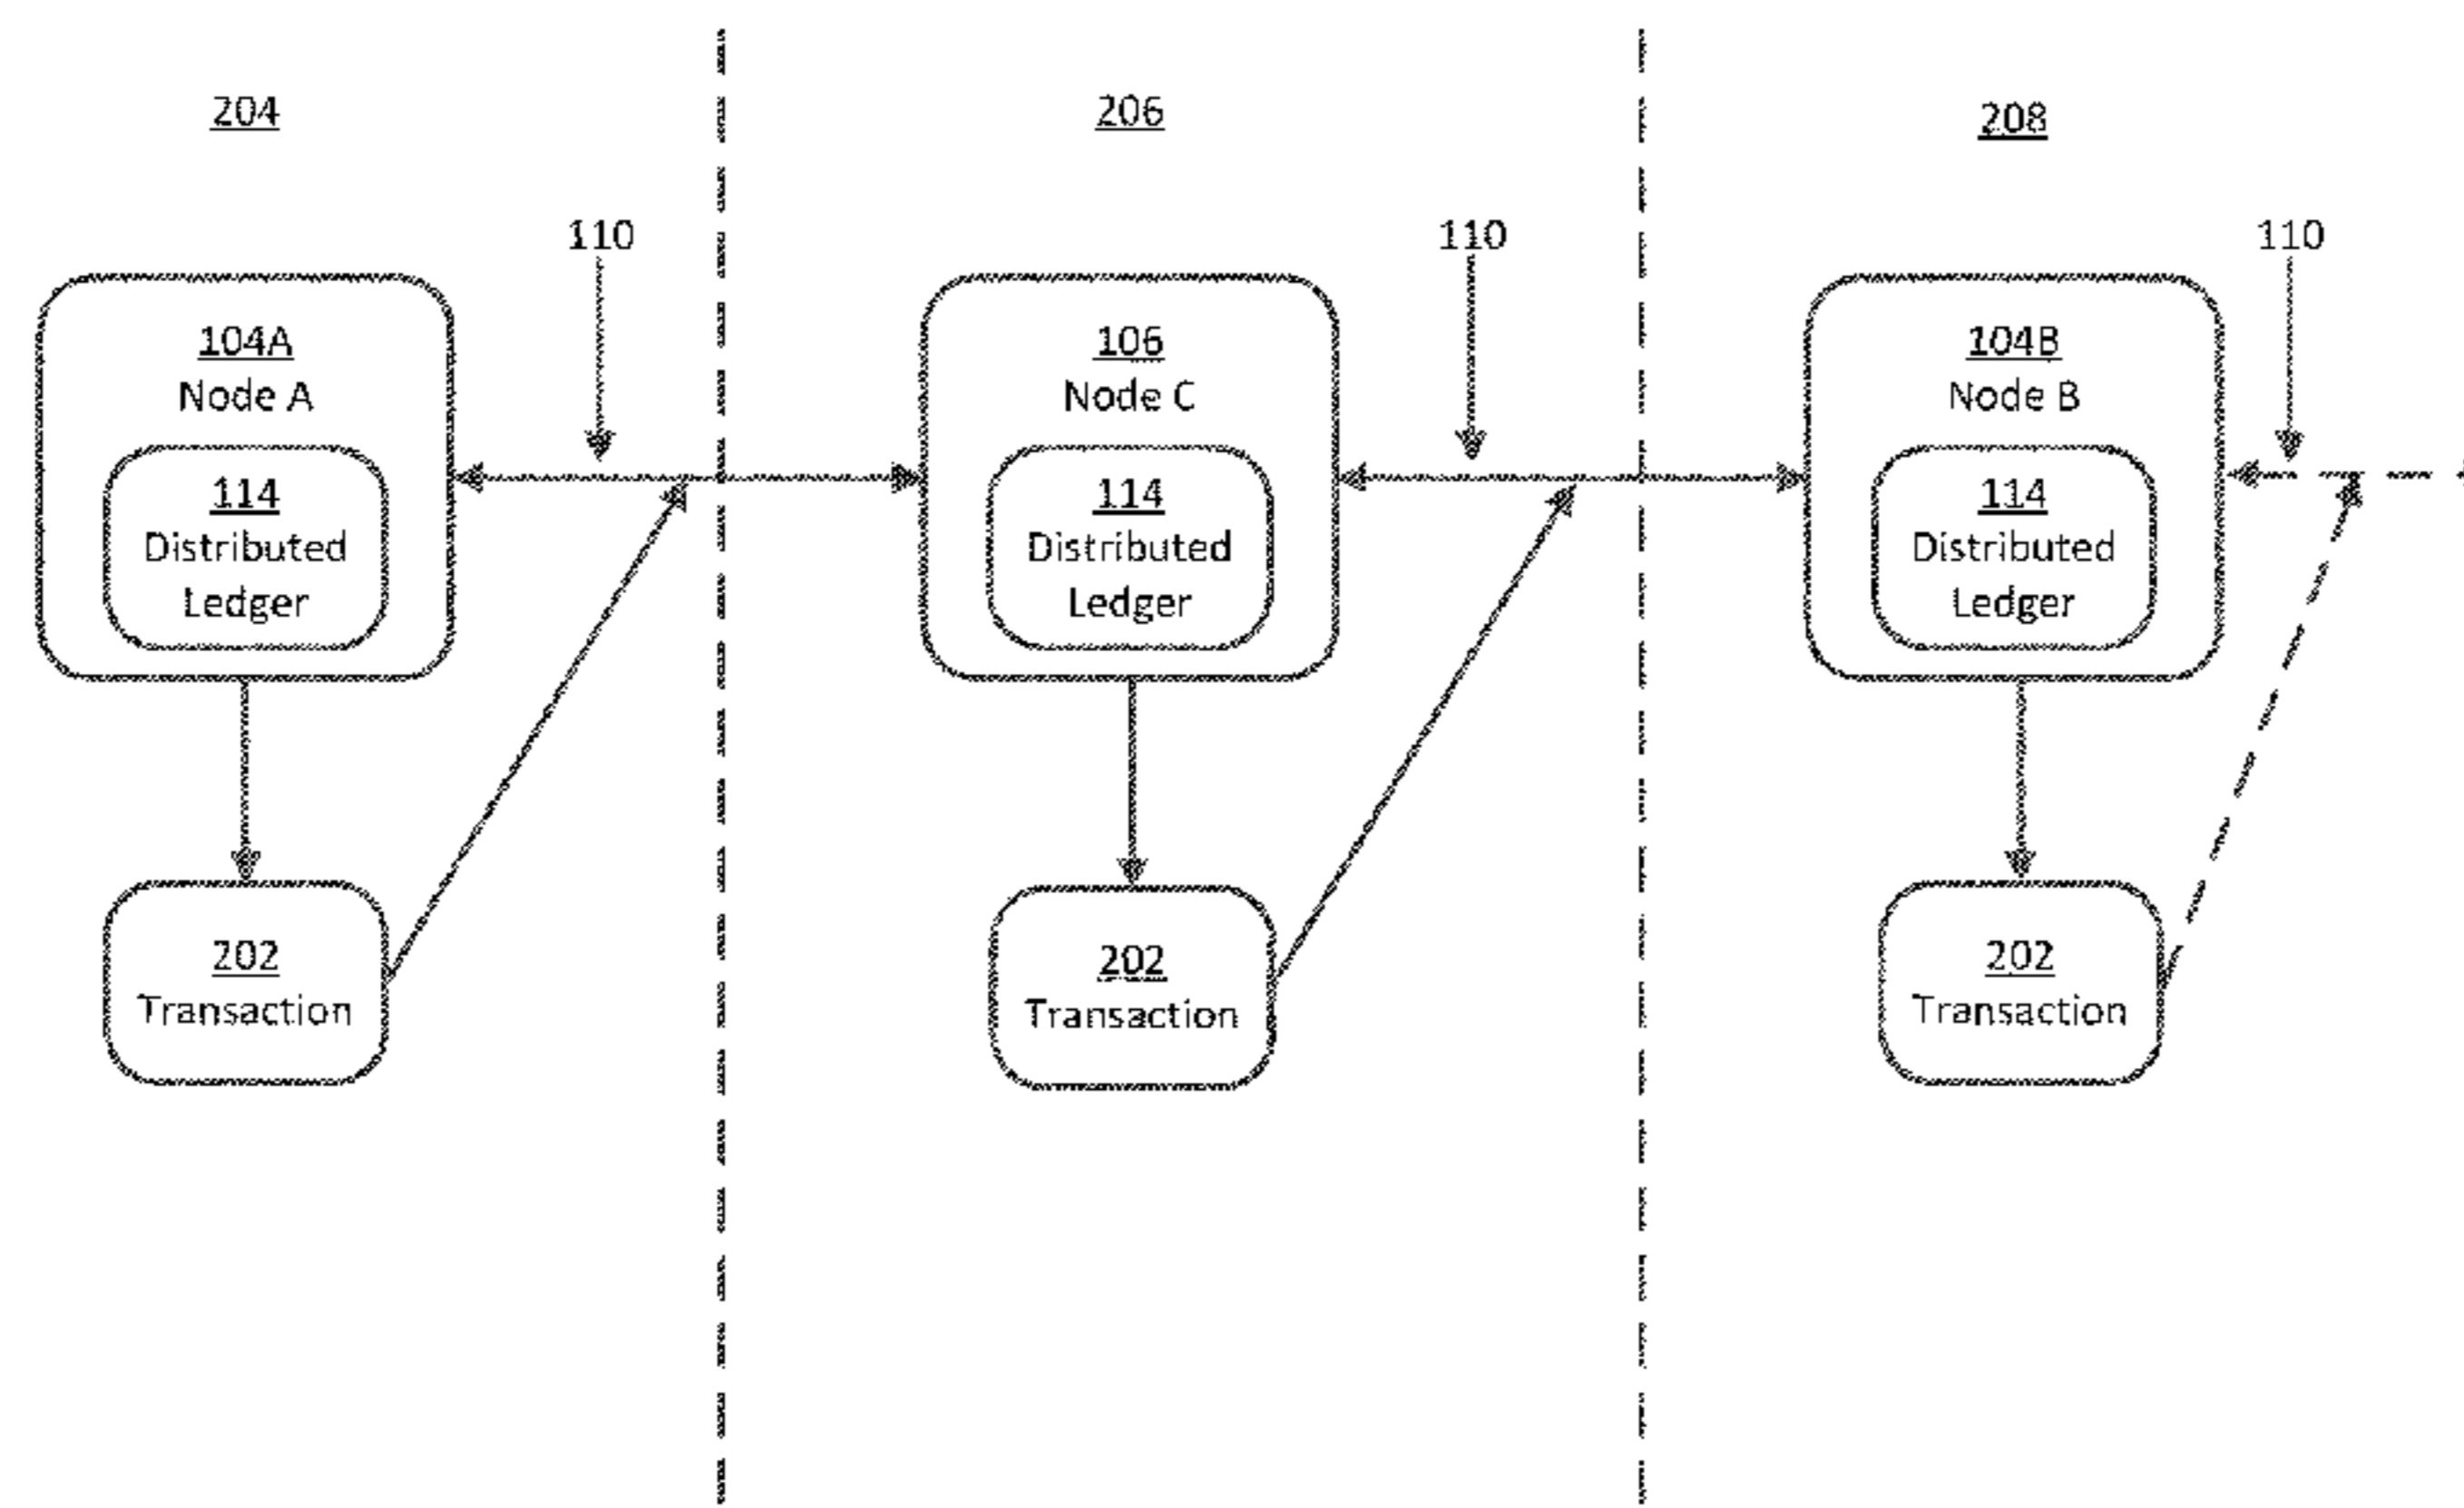 204
206
208
110
110
110
104A
Node A
114
Distributed
Ledger
106
Node C
114
Distributed
Ledger
104B
Node B
114
Distributed
Ledger
202
Transaction
202
Transaction
202
Transaction